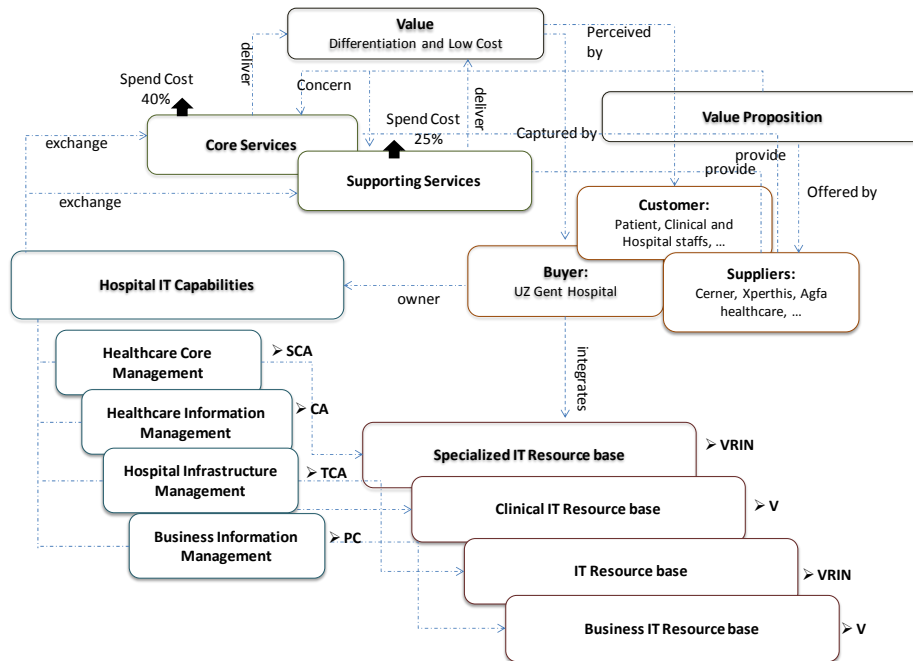 Value
Differentiation and Low Cost
deliver
Perceived
by
Spend Cost
40%
Concern
Spend Cost
25%
deliver
Value Proposition
Core Services
Captured by
exchange
Supporting Services
provide
provide
exchange
Offered by
Customer:
Patient, Clinical and
Hospital staffs, ...
Hospital IT Capabilities
owner
Buyer:
UZ Gent Hospital
Suppliers:
Cerner, Xperthis, Agfa
healthcare, ...
integrates
Healthcare Core
Management
➢ SCA
Healthcare Information
Management
➢ CA
Hospital Infrastructure
Management
➢ TCA
Business Information
Management
➢ PC
Specialized IT Resource base
➢ VRIN
Clinical IT Resource base
➢ V
IT Resource base
➢ VRIN
Business IT Resource base
➢ V